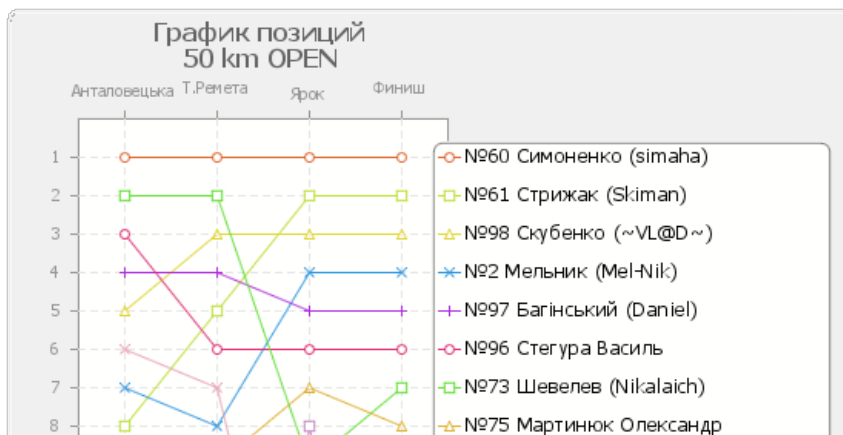 График позиций
50 km OPEN
Анталовецька Т.Ремета Ярок Финиш
1
2
3
4
5
6
7
8
№60 Симоненко (simaha)
№61 Стрижак (Skiman)
№98 Скубенко (~VL@D~)
№2 Мельник (Mel-Nik)
№97 Багінський (Daniel)
№96 Стегура Василь
№73 Шевелев (Nikalaich)
№75 Мартинюк Олександр